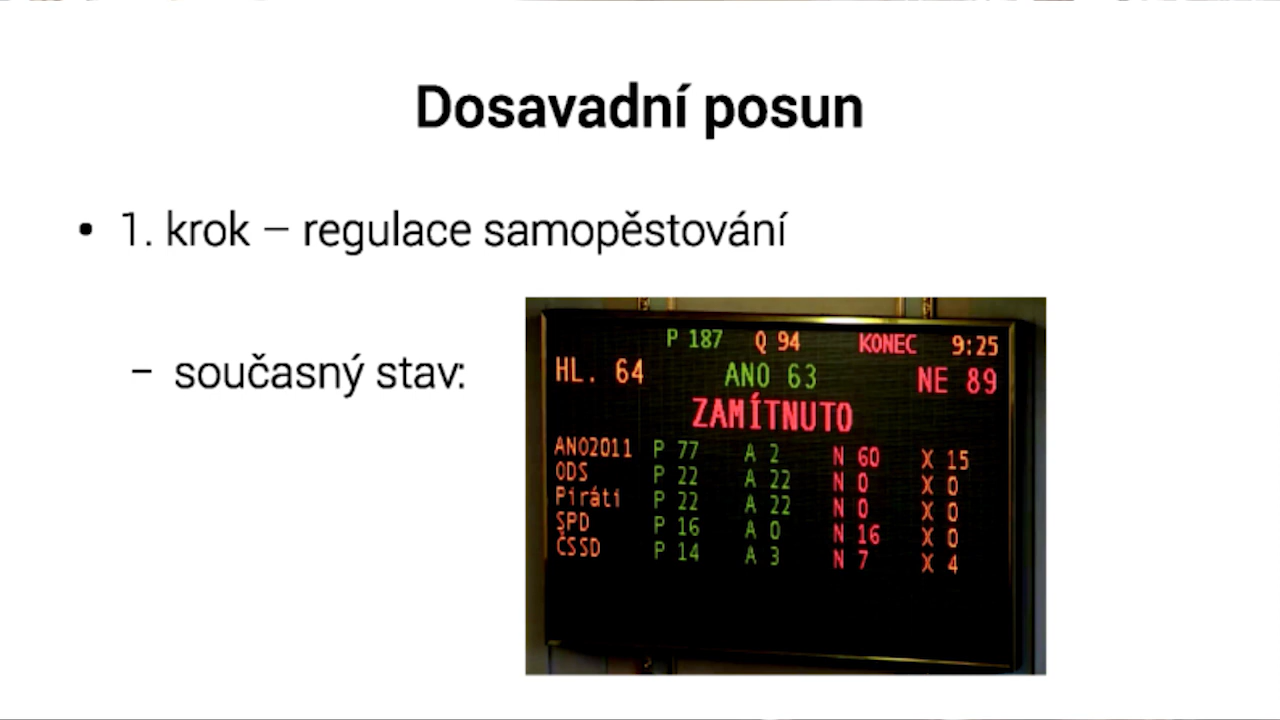 Dosavadní posun
• 1. krok – regulace samopěstování
– současný stav:
P 187 Q 94 KONEC 9:25
HL. 64 ANO 63 NE 89
ZAMÍTNUTO
ANO2011 P 77 A 2 N 60 X 15
ODS P 22 A 22 N 0 X 0
Piráti P 22 A 22 N 0 X 0
SPD P 16 A 0 N 16 X 0
ČSSD P 14 A 3 N 7 X 4